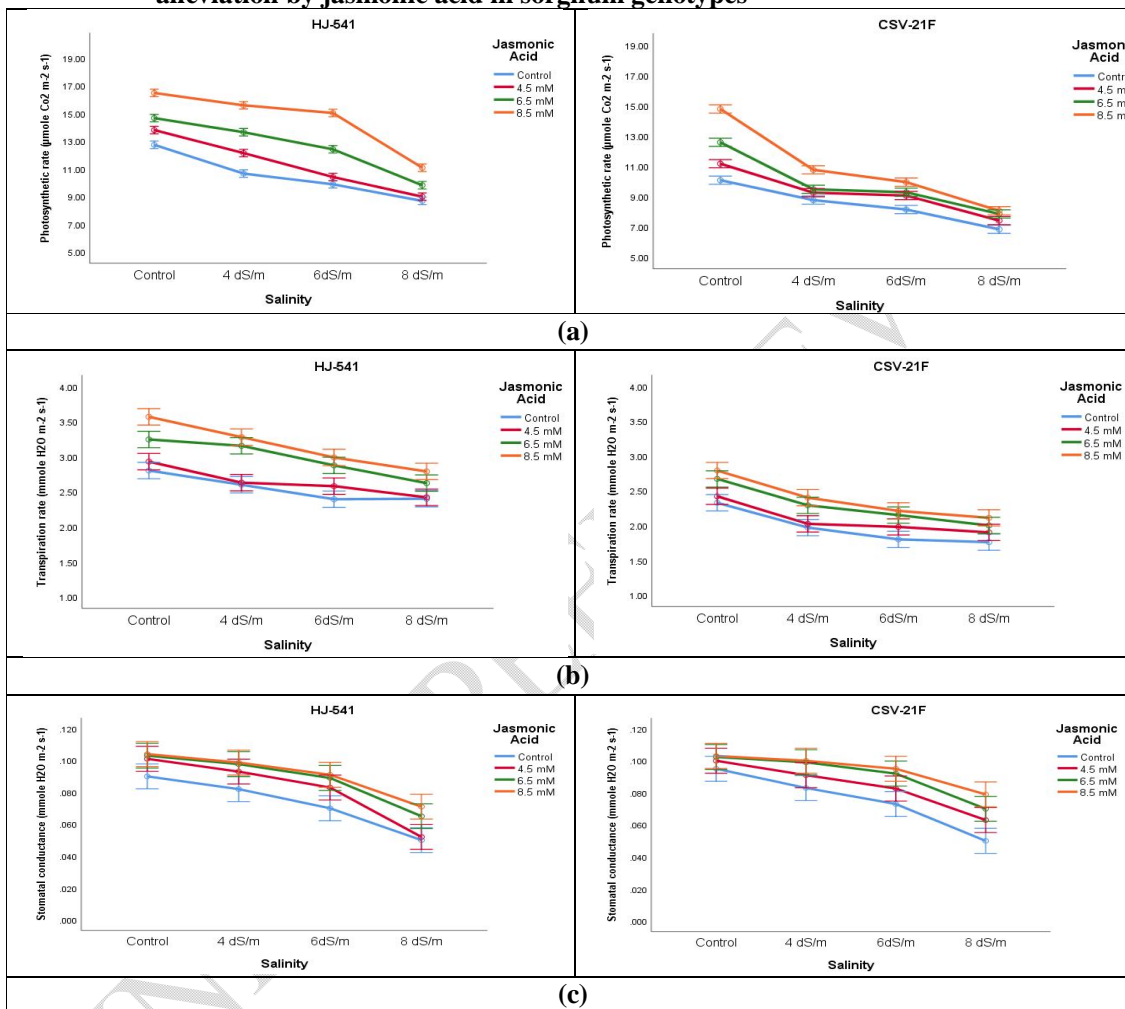 alleviation by jasmonic acid in sorghum genotypes
HJ-541
Photosynthetic rate (µmole Co2 m-2 s-1)
19.00
17.00
15.00
13.00
11.00
9.00
7.00
5.00
Control
4 dS/m
6dS/m
8 dS/m
Salinity
Jasmonic
Acid
Control
4.5 mM
6.5 mM
8.5 mM
CSV-21F
Photosynthetic rate (µmole Co2 m-2 s-1)
19.00
17.00
15.00
13.00
11.00
9.00
7.00
5.00
Control
4 dS/m
6dS/m
8 dS/m
Salinity
Jasmonic
Acid
Contr
4.5 m
6.5 m
8.5 m
(a)
HJ-541
Transpiration rate (mmole H2O m-2 s-1)
4.00
3.50
3.00
2.50
2.00
1.50
1.00
Control
4 dS/m
6dS/m
8 dS/m
Salinity
Jasmonic
Acid
Control
4.5 mM
6.5 mM
8.5 mM
CSV-21F
Transpiration rate (mmole H2O m-2 s-1)
4.00
3.50
3.00
2.50
2.00
1.50
1.00
Control
4 dS/m
6dS/m
8 dS/m
Salinity
Jasmonic
Acid
Control
4.5 mM
6.5 mM
8.5 mM
(b)
HJ-541
Stomatal conductance (mmole H2O m-2 s-1)
.120
.100
.080
.060
.040
.020
.000
Control
4 dS/m
6dS/m
8 dS/m
Salinity
Jasmonic
Acid
Control
4.5 mM
6.5 mM
8.5 mM
CSV-21F
Stomatal conductance (mmole H2O m-2 s-1)
.120
.100
.080
.060
.040
.020
.000
Control
4 dS/m
6dS/m
8 dS/m
Salinity
Jasmonic
Acid
Control
4.5 mM
6.5 mM
8.5 mM
(c)